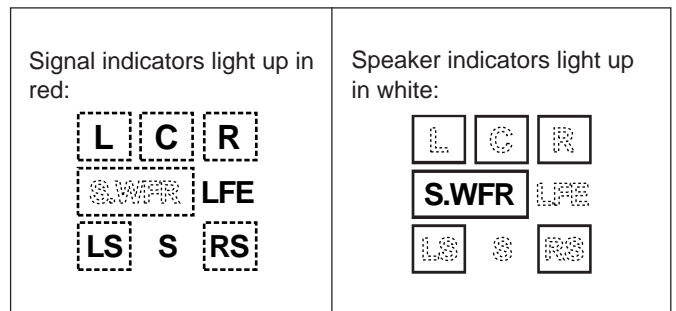 Signal indicators light up in
red:
L C R
S.WFR LFE
LS S RS
Speaker indicators light up
in white:
L C R
S.WFR LFE
LS S RS